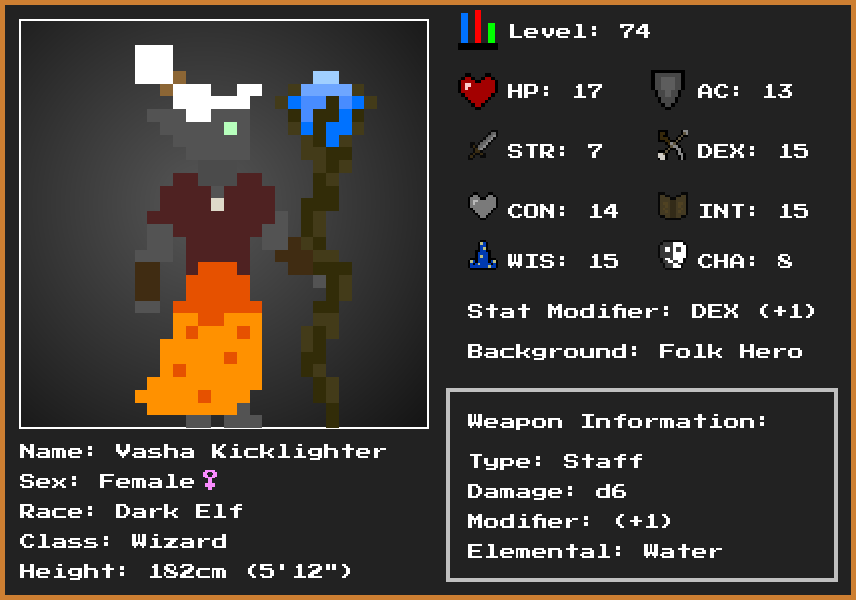 Level: 74
HP: 17
AC: 13
STR: 7
DEX: 15
CON: 14
INT: 15
WIS: 15
CHA: 8
Stat Modifier: DEX (+1)
Background: Folk Hero
Weapon Information:
Type: Staff
Damage: d6
Modifier: (+1)
Elemental: Water
Name: Vasha Kicklighter
Sex: Female♀
Race: Dark Elf
Class: Wizard
Height: 182cm (5'12")